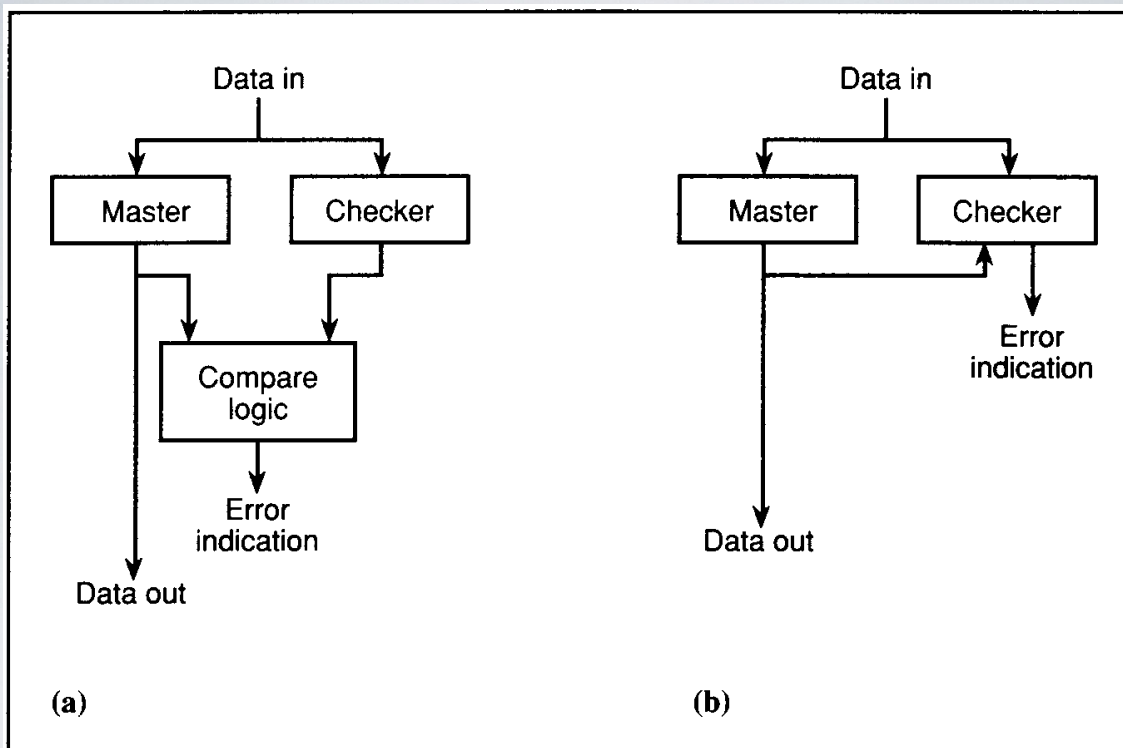 Data in
Master
Checker
Compare
logic
Error
indication
Data out
(a)
Data in
Master
Checker
Error
indication
Data out
(b)